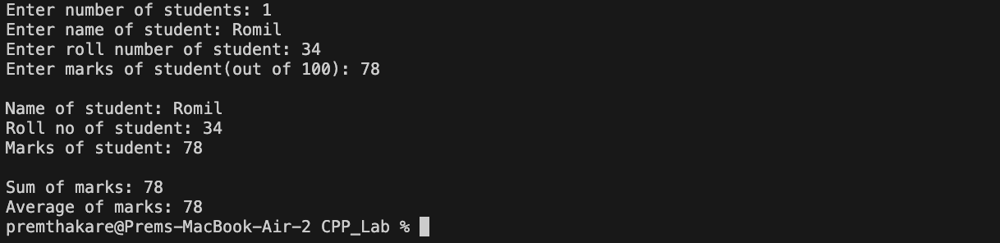 Enter number of students: 1
Enter name of student: Romil
Enter roll number of student: 34
Enter marks of student(out of 100): 78
Name of student: Romil
Roll no of student: 34
Marks of student: 78
Sum of marks: 78
Average of marks: 78
premthakare@Prems-MacBook-Air-2 CPP_Lab %